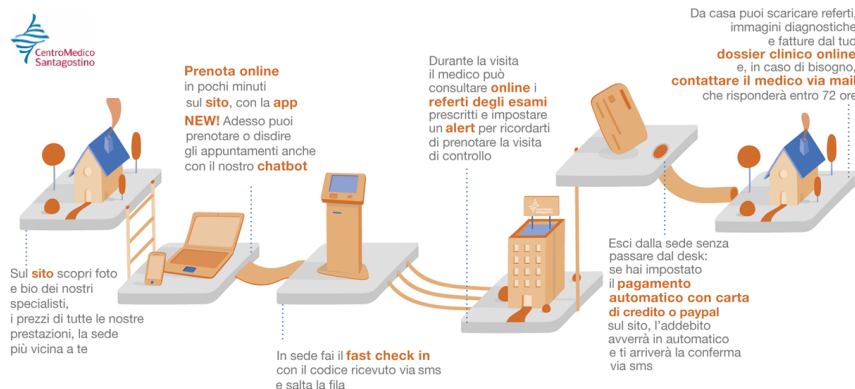 CentroMedico
Santagostino
Sul sito scopri foto
e bio dei nostri
specialisti,
i prezzi di tutte le nostre
prestazioni, la sede
più vicina a te
Prenota online
in pochi minuti
sul sito, con la app
NEW! Adesso puoi
prenotare o disdire
gli appuntamenti anche
con il nostro chatbot
In sede fai il fast check in
con il codice ricevuto via sms
e salta la fila
Durante la visita
il medico può
consultare online i
referti degli esami
prescritti e impostare
un alert per ricordarti
di prenotare la visita
di controllo
Esci dalla sede senza
passare dal desk:
se hai impostato
il pagamento
automatico con carta
di credito o paypal
sul sito, l'addebito
avverrà in automatico
e ti arriverà la conferma
via sms
Da casa puoi scaricare referti,
immagini diagnostiche
e fatture dal tuo
dossier clinico online
e, in caso di bisogno,
contattare il medico via mail
che risponderà entro 72 ore